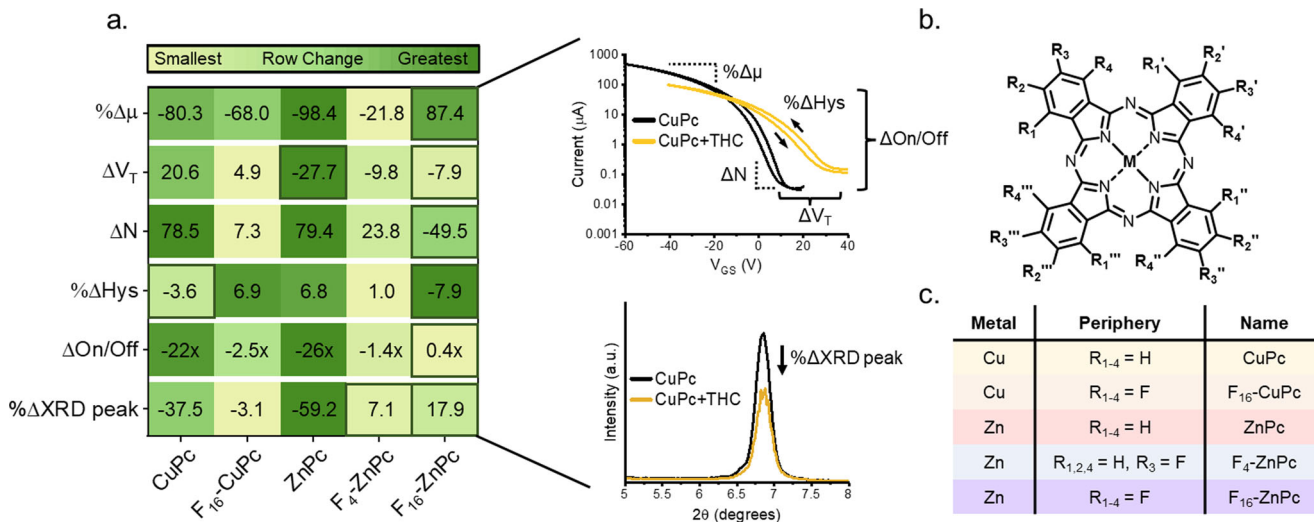 a.
Smallest Row Change Greatest
%Δμ -80.3 -68.0 -98.4 -21.8 87.4
ΔV_T 20.6 4.9 -27.7 -9.8 -7.9
ΔN 78.5 7.3 79.4 23.8 -49.5
%ΔHys -3.6 6.9 6.8 1.0 -7.9
ΔOn/Off -22x -2.5x -26x -1.4x 0.4x
%ΔXRD peak -37.5 -3.1 -59.2 7.1 17.9
CuPc F₁₆-CuPc ZnPc F₄-ZnPc F₁₆-ZnPc
Current (μA)
1000
100
10
1
0.1
0.01
0.001
%Δμ
%ΔHys
CuPc
CuPc+THC
ΔOn/Off
ΔN
ΔV_T
-60 -40 -20 0 20 40
V_GS (V)
Intensity (a.u.)
CuPc
CuPc+THC
%ΔXRD peak
5 5.5 6 6.5 7 7.5 8
2θ (degrees)
b.
R₃ R₄ R₁' R₂'
R₂ R₃'
R₁ N R₄'
N N
N M N
N N
R₄''' N R₁''
R₃''' R₂''
R₂''' R₁''' R₄'' R₃''
c.
Metal Periphery Name
Cu R₁₋₄ = H CuPc
Cu R₁₋₄ = F F₁₆-CuPc
Zn R₁₋₄ = H ZnPc
Zn R₁,₂,₄ = H, R₃ = F F₄-ZnPc
Zn R₁₋₄ = F F₁₆-ZnPc